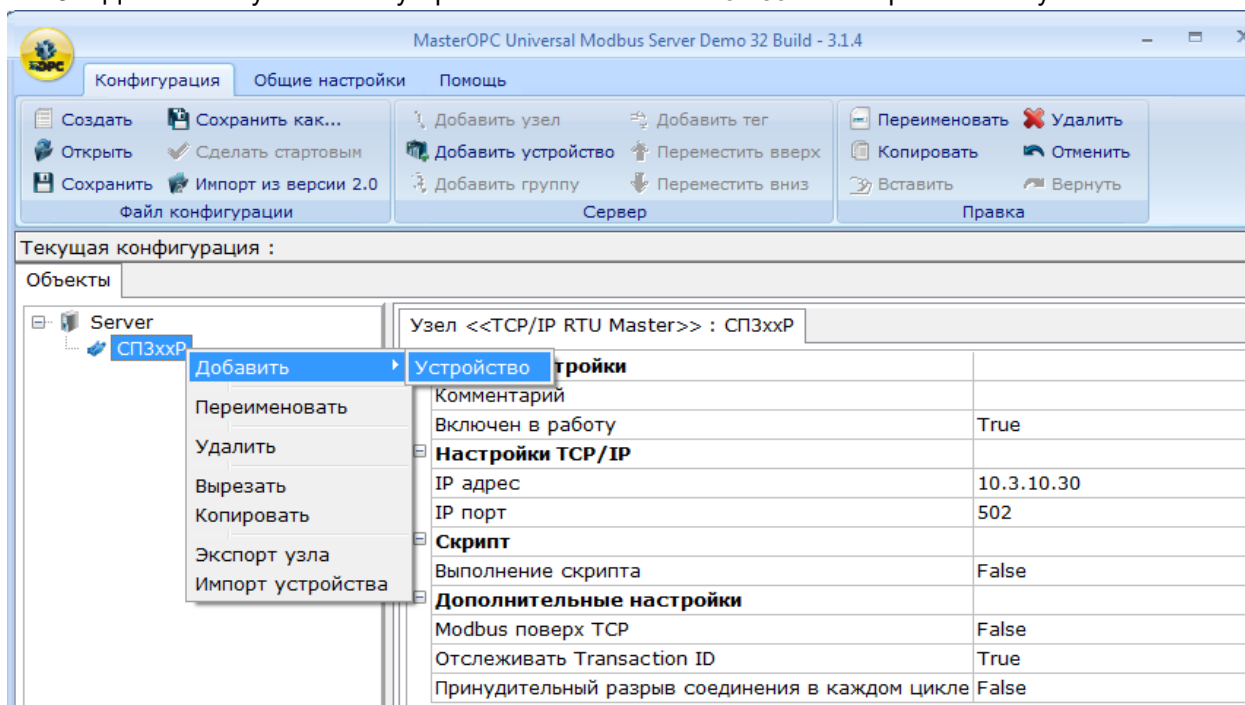 MasterOPC Universal Modbus Server Demo 32 Build - 3.1.4
Конфигурация Общие настройки Помощь
Создать Сохранить как... Добавить узел Добавить тег Переименовать Удалить
Открыть Сделать стартовым Добавить устройство Переместить вверх Копировать Отменить
Сохранить Импорт из версии 2.0 Добавить группу Переместить вниз Вставить Вернуть
Файл конфигурации Сервер Правка
Текущая конфигурация :
Объекты
Server
СП3xxР
Узел <<TCP/IP RTU Master>> : СП3xxР
Добавить
Устройство
Переименовать
Удалить
Вырезать
Копировать
Экспорт узла
Импорт устройства
тройки
Комментарий
Включен в работу True
Настройки TCP/IP
IP адрес 10.3.10.30
IP порт 502
Скрипт
Выполнение скрипта False
Дополнительные настройки
Modbus поверх TCP False
Отслеживать Transaction ID True
Принудительный разрыв соединения в каждом цикле False